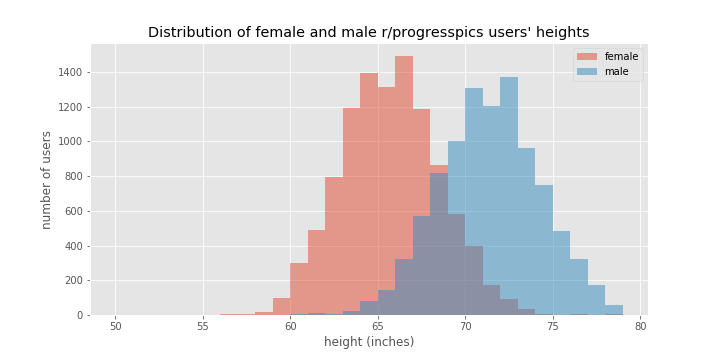 Distribution of female and male r/progresspics users' heights
female
male
number of users
1400
1200
1000
800
600
400
200
0
50 55 60 65 70 75 80
height (inches)